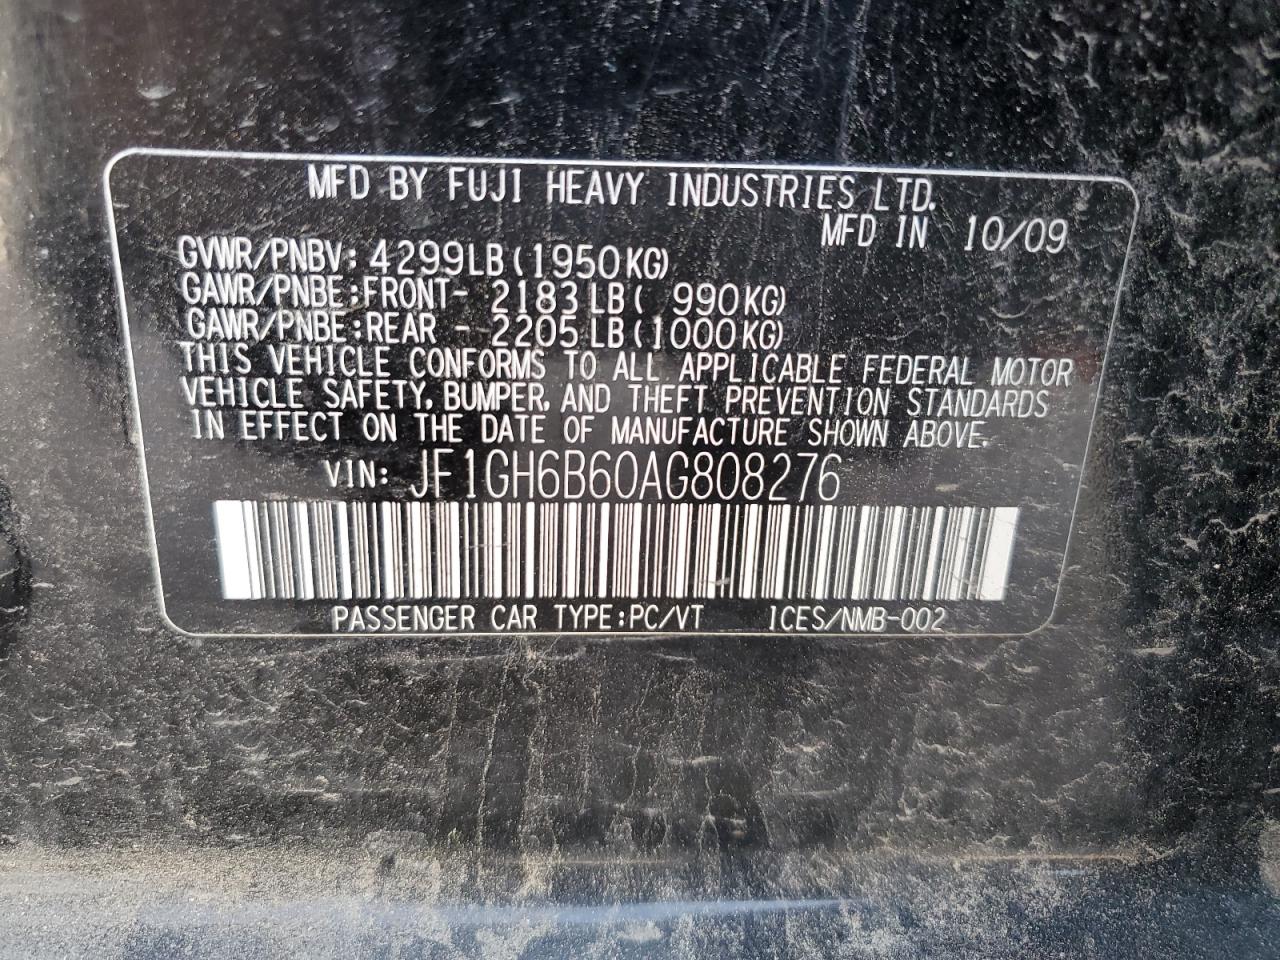 MFD BY FUJI HEAVY INDUSTRIES LTD.
MFD IN 10/09
GVWR/PNBV: 4299LB(1950KG)
GAWR/PNBE:FRONT- 2183LB( 990KG)
GAWR/PNBE:REAR - 2205LB(1000KG)
THIS VEHICLE CONFORMS TO ALL APPLICABLE FEDERAL MOTOR
VEHICLE SAFETY, BUMPER, AND THEFT PREVENTION STANDARDS
IN EFFECT ON THE DATE OF MANUFACTURE SHOWN ABOVE.
VIN: JF1GH6B60AG808276
PASSENGER CAR TYPE:PC/VT ICES/NMB-002